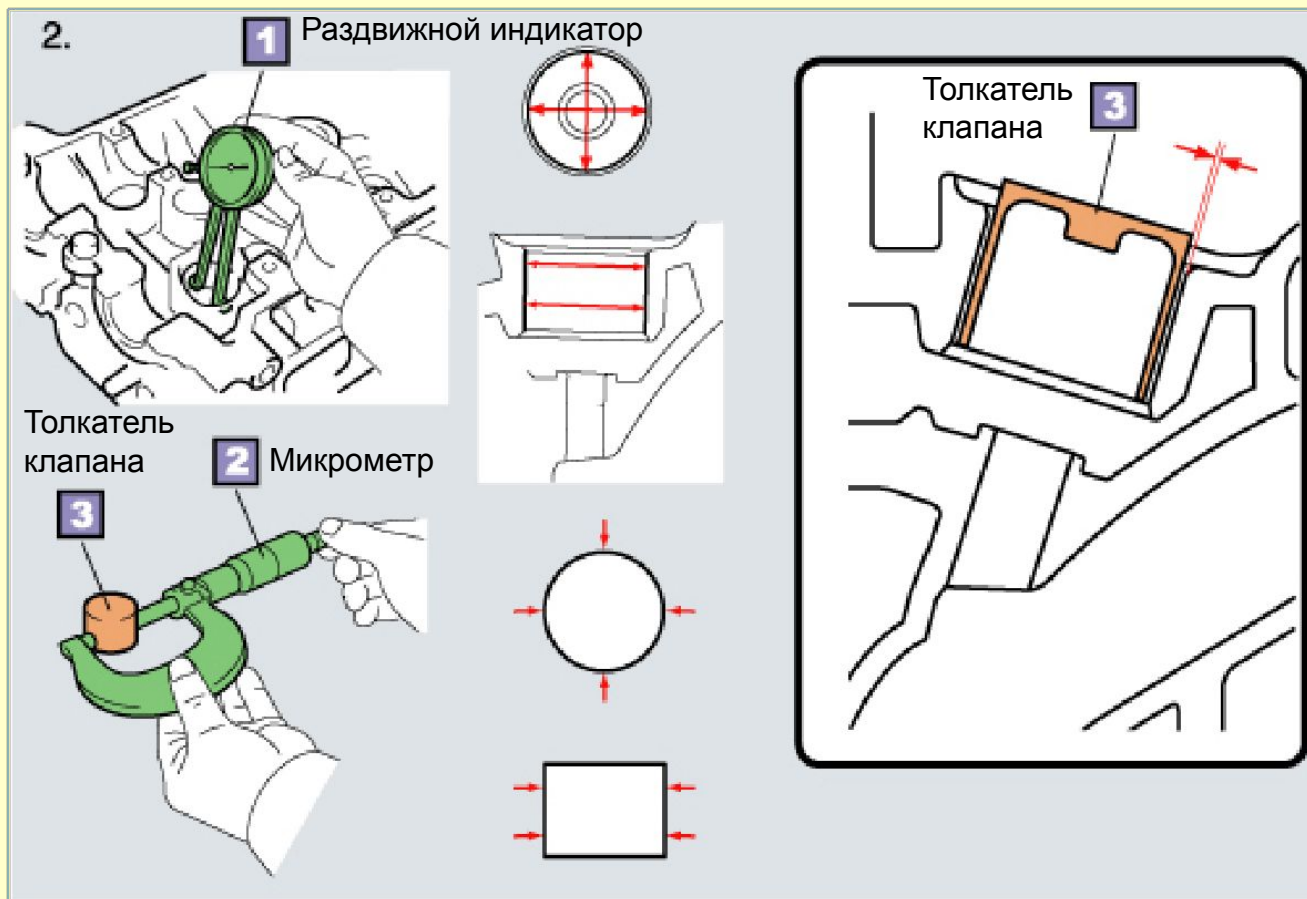 2.
1 Раздвижной индикатор
Толкатель
клапана
3
Толкатель
клапана
2 Микрометр
3